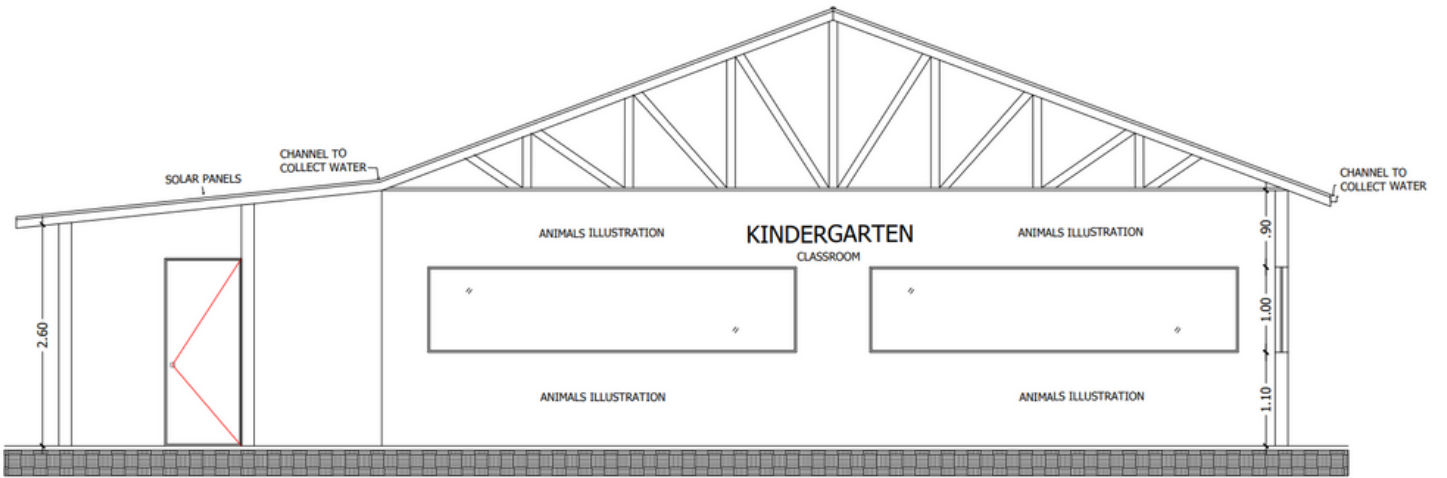 CHANNEL TO
COLLECT WATER
SOLAR PANELS
CHANNEL TO
COLLECT WATER
ANIMALS ILLUSTRATION
KINDERGARTEN
CLASSROOM
ANIMALS ILLUSTRATION
.90
2.60
1.00
ANIMALS ILLUSTRATION
ANIMALS ILLUSTRATION
1.10